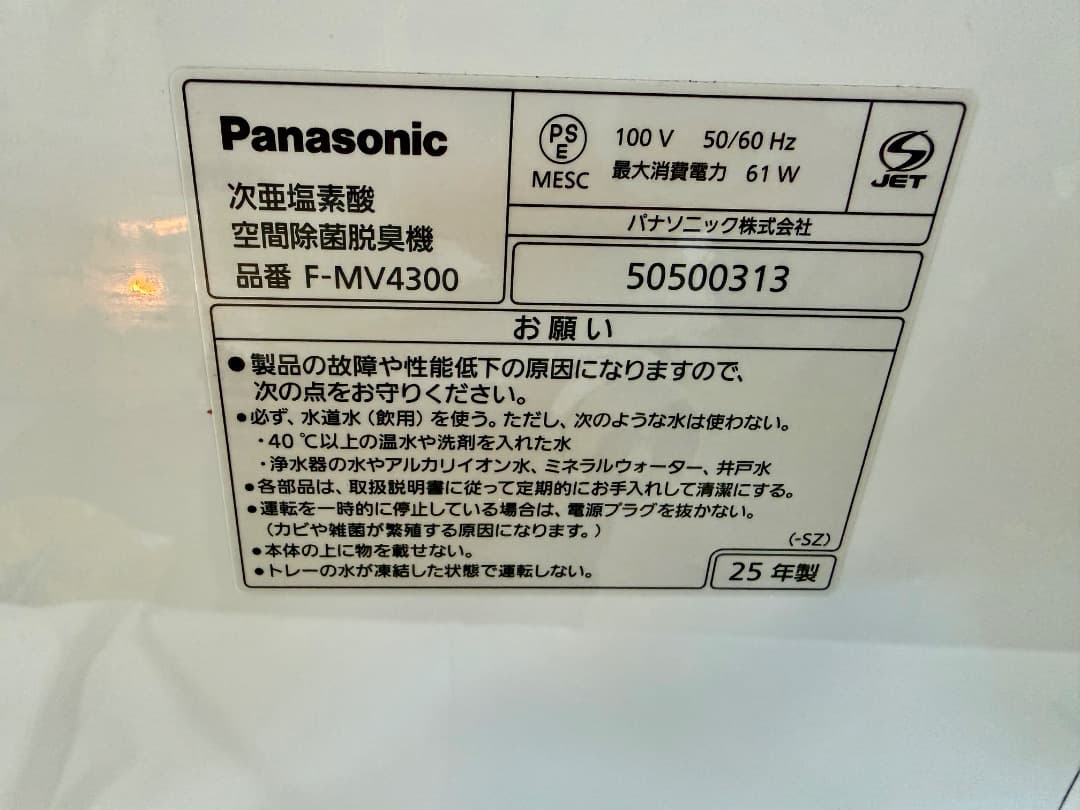 Panasonic
次亜塩素酸
空間除菌脱臭機
品番 F-MV4300
PS
E
MESC
100 V 50/60 Hz
最大消費電力 61 W
JET
パナソニック株式会社
50500313
お願い
●製品の故障や性能低下の原因になりますので、
次の点をお守りください。
●必ず、水道水（飲用）を使う。ただし、次のような水は使わない。
・40 ℃以上の温水や洗剤を入れた水
・浄水器の水やアルカリイオン水、ミネラルウォーター、井戸水
●各部品は、取扱説明書に従って定期的にお手入れして清潔にする。
●運転を一時的に停止している場合は、電源プラグを抜かない。
（カビや雑菌が繁殖する原因になります。）
●本体の上に物を載せない。
●トレーの水が凍結した状態で運転しない。
(-SZ)
25 年製